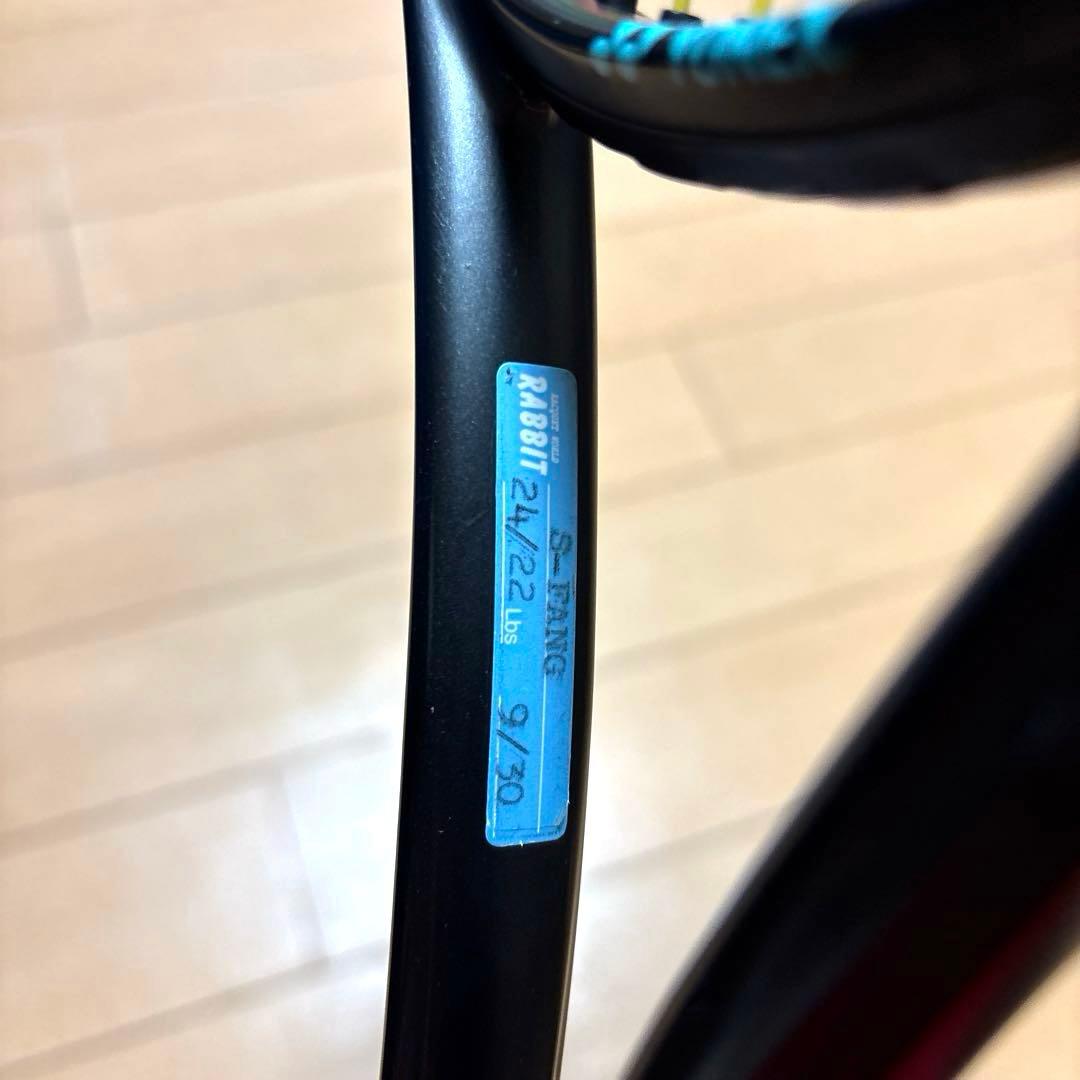 RACQUET WORLD
RABBIT
S-FANG
24/22 Lbs 9/30